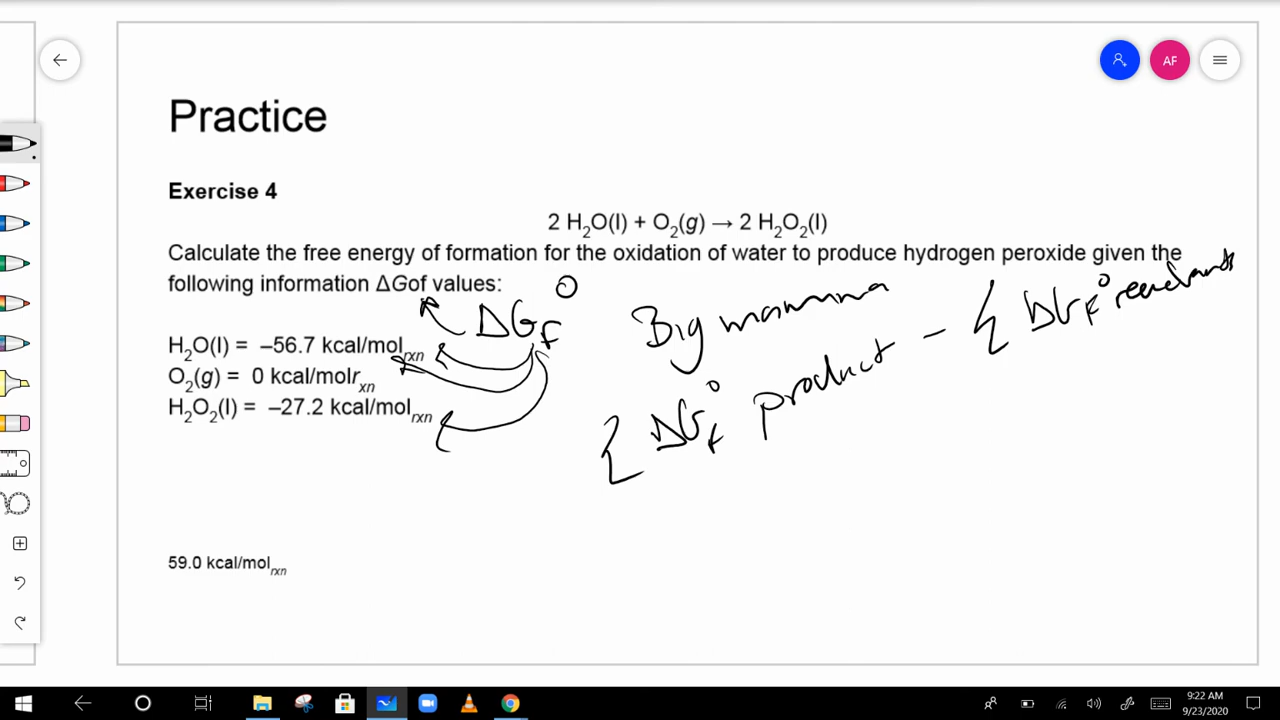 AF
Practice
Exercise 4
2 H₂O(l) + O₂(g) → 2 H₂O₂(l)
Calculate the free energy of formation for the oxidation of water to produce hydrogen peroxide given the
following information ΔGof values:
ΔG_f°
Big mamma
H₂O(l) = –56.7 kcal/molrxn
O₂(g) = 0 kcal/molrxn
H₂O₂(l) = –27.2 kcal/molrxn
Σ ΔG_f° product – Σ ΔG_f° reactants
59.0 kcal/molrxn
9:22 AM
9/23/2020